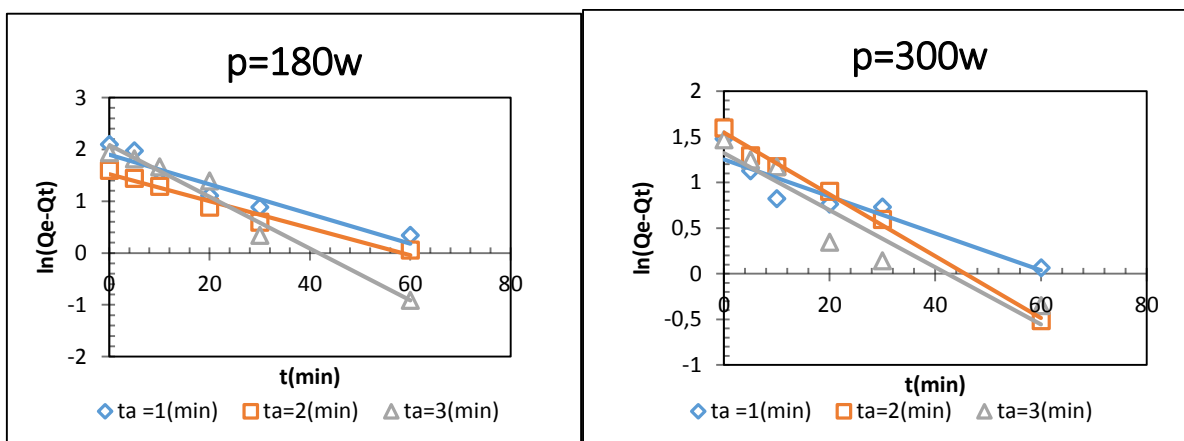 p=180w
3
2
1
0
-1
-2
0
20
40
60
80
ln(Qe-Qt)
t(min)
ta =1(min) ta=2(min) ta=3(min)
p=300w
2
1,5
1
0,5
0
-0,5
-1
0
20
40
60
80
ln(Qe-Qt)
t(min)
ta =1(min) ta=2(min) ta=3(min)